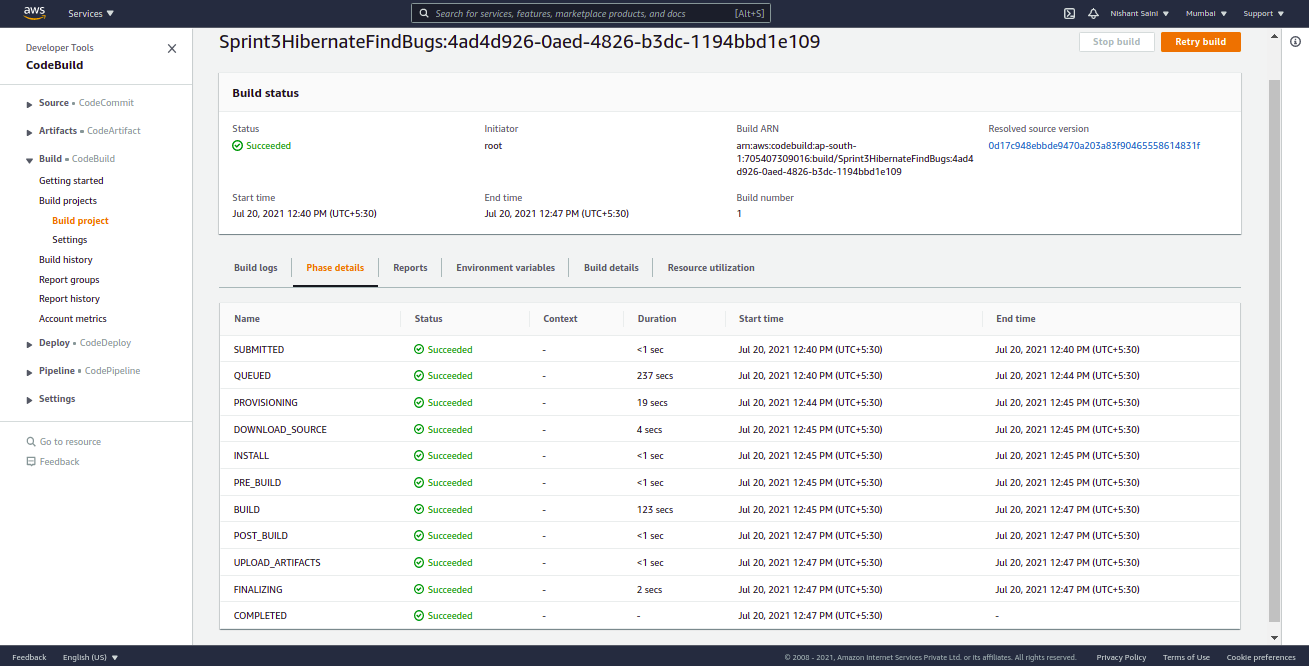 aws Services Search for services, features, marketplace products, and docs [Alt+S] Nishant Saini Mumbai Support
Developer Tools
CodeBuild
Source • CodeCommit
Artifacts • CodeArtifact
Build • CodeBuild
Getting started
Build projects
Build project
Settings
Build history
Report groups
Report history
Account metrics
Deploy • CodeDeploy
Pipeline • CodePipeline
Settings
Go to resource
Feedback
Sprint3HibernateFindBugs:4ad4d926-0aed-4826-b3dc-1194bbd1e109 Stop build Retry build
Build status
Status Initiator Build ARN Resolved source version
Succeeded root arn:aws:codebuild:ap-south- 0d17c948ebbde9470a203a83f90465558614831f
1:705407309016:build/Sprint3HibernateFindBugs:4ad4
d926-0aed-4826-b3dc-1194bbd1e109
Start time End time Build number
Jul 20, 2021 12:40 PM (UTC+5:30) Jul 20, 2021 12:47 PM (UTC+5:30) 1
Build logs Phase details Reports Environment variables Build details Resource utilization
Name Status Context Duration Start time End time
SUBMITTED Succeeded - <1 sec Jul 20, 2021 12:40 PM (UTC+5:30) Jul 20, 2021 12:40 PM (UTC+5:30)
QUEUED Succeeded - 237 secs Jul 20, 2021 12:40 PM (UTC+5:30) Jul 20, 2021 12:44 PM (UTC+5:30)
PROVISIONING Succeeded - 19 secs Jul 20, 2021 12:44 PM (UTC+5:30) Jul 20, 2021 12:45 PM (UTC+5:30)
DOWNLOAD_SOURCE Succeeded - 4 secs Jul 20, 2021 12:45 PM (UTC+5:30) Jul 20, 2021 12:45 PM (UTC+5:30)
INSTALL Succeeded - <1 sec Jul 20, 2021 12:45 PM (UTC+5:30) Jul 20, 2021 12:45 PM (UTC+5:30)
PRE_BUILD Succeeded - <1 sec Jul 20, 2021 12:45 PM (UTC+5:30) Jul 20, 2021 12:45 PM (UTC+5:30)
BUILD Succeeded - 123 secs Jul 20, 2021 12:45 PM (UTC+5:30) Jul 20, 2021 12:47 PM (UTC+5:30)
POST_BUILD Succeeded - <1 sec Jul 20, 2021 12:47 PM (UTC+5:30) Jul 20, 2021 12:47 PM (UTC+5:30)
UPLOAD_ARTIFACTS Succeeded - <1 sec Jul 20, 2021 12:47 PM (UTC+5:30) Jul 20, 2021 12:47 PM (UTC+5:30)
FINALIZING Succeeded - 2 secs Jul 20, 2021 12:47 PM (UTC+5:30) Jul 20, 2021 12:47 PM (UTC+5:30)
COMPLETED Succeeded - - Jul 20, 2021 12:47 PM (UTC+5:30) -
Feedback English (US) © 2008 - 2021, Amazon Internet Services Private Ltd. or its affiliates. All rights reserved. Privacy Policy Terms of Use Cookie preferences